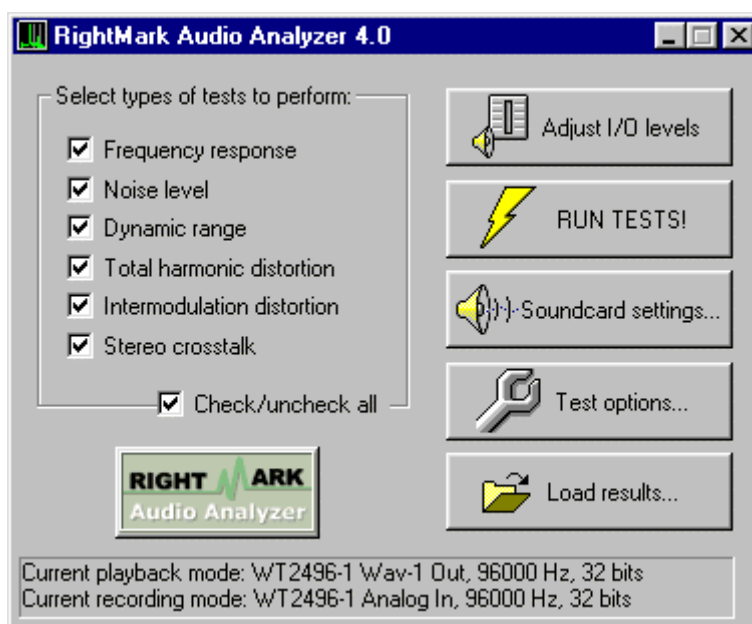 RightMark Audio Analyzer 4.0
Select types of tests to perform:
Frequency response
Noise level
Dynamic range
Total harmonic distortion
Intermodulation distortion
Stereo crosstalk
Check/uncheck all
RIGHT MARK
Audio Analyzer
Adjust I/O levels
RUN TESTS!
Soundcard settings...
Test options...
Load results...
Current playback mode: WT2496-1 Wav-1 Out, 96000 Hz, 32 bits
Current recording mode: WT2496-1 Analog In, 96000 Hz, 32 bits